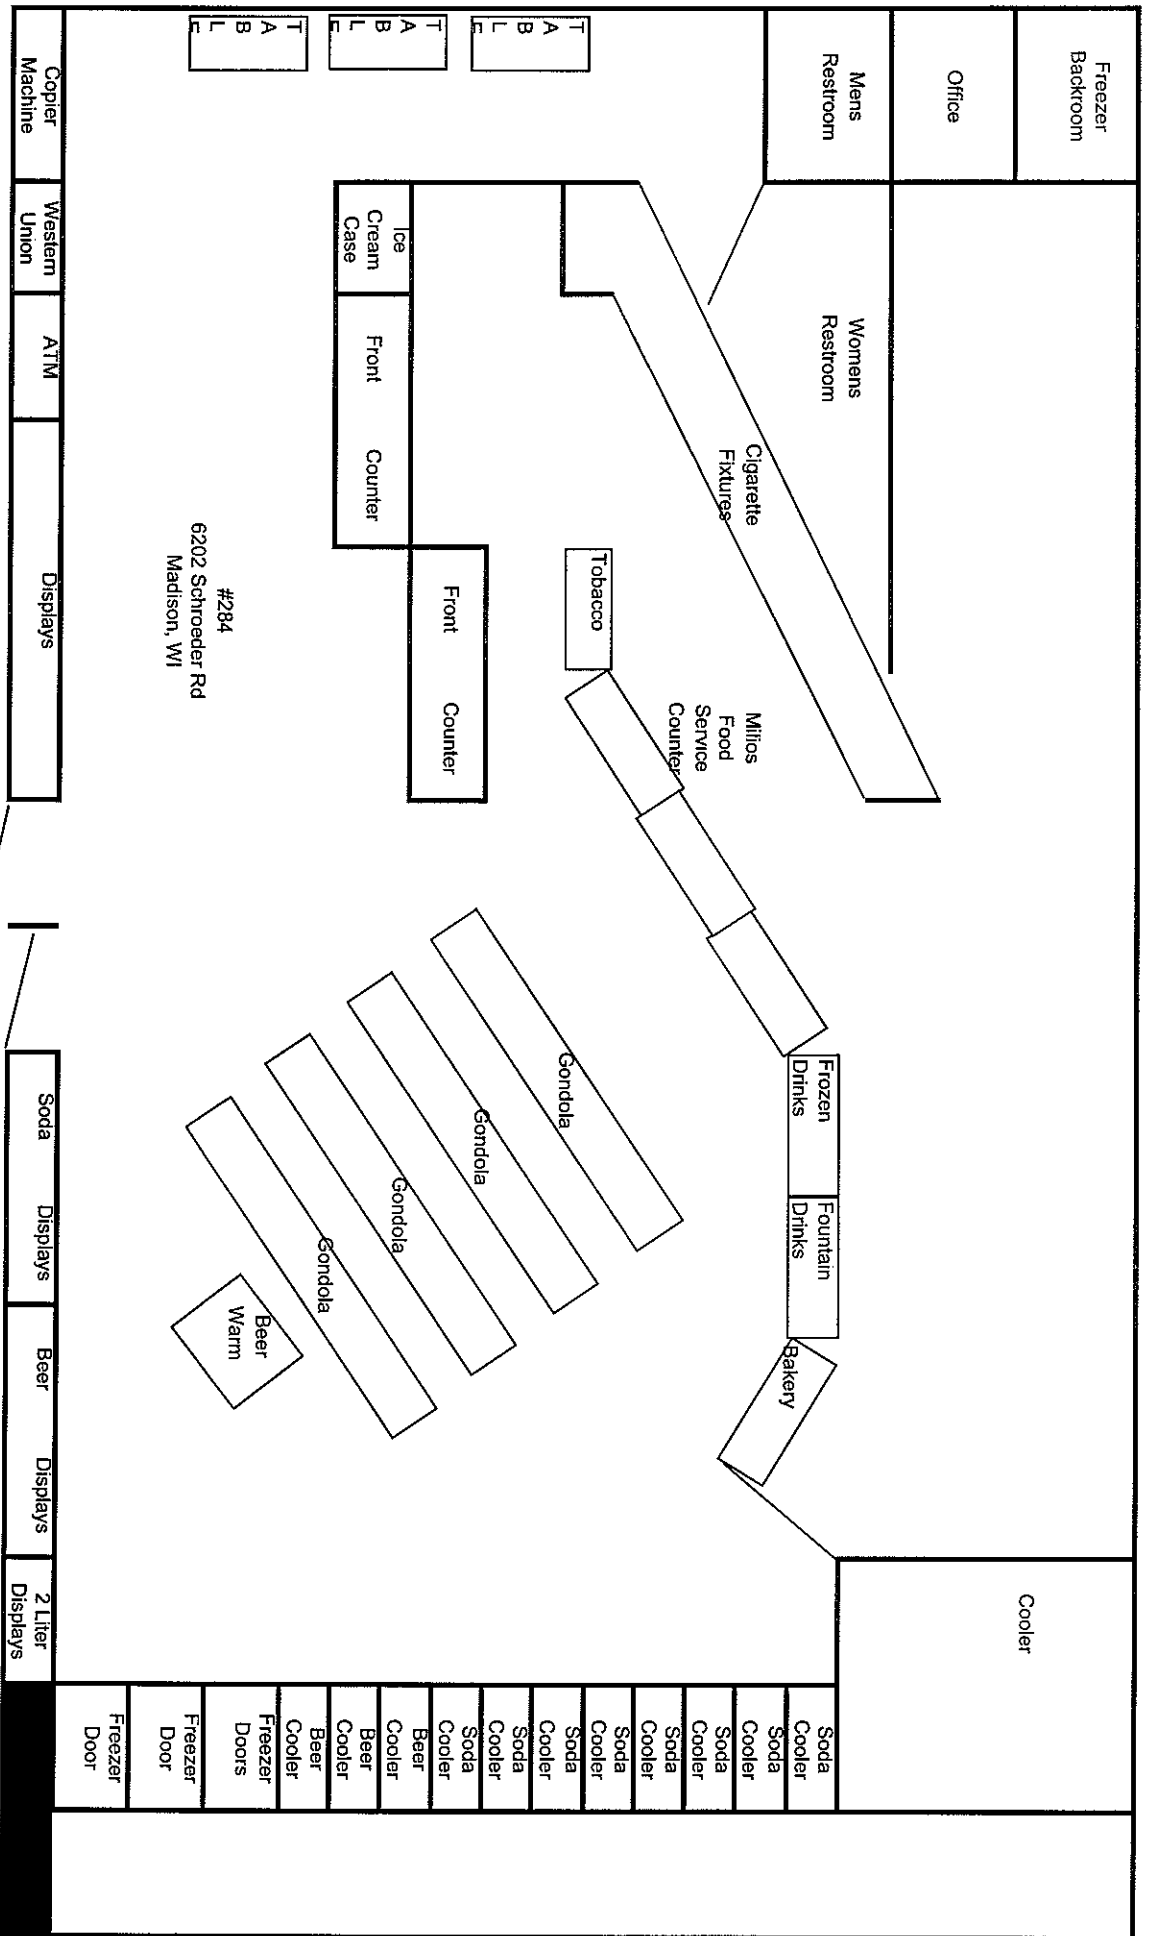 Freezer
Backroom
Office
Mens
Restroom
Womens
Restroom
Cooler
Cigarette
Fixtures
Milios
Food
Service
Counter
Tobacco
Frozen
Drinks
Fountain
Drinks
Bakery
Soda
Cooler
Soda
Cooler
Soda
Cooler
Soda
Cooler
Soda
Cooler
Soda
Cooler
Soda
Cooler
Soda
Cooler
Beer
Cooler
Beer
Cooler
Beer
Cooler
Freezer
Doors
Freezer
Door
Freezer
Door
T
A
B
L
E
T
A
B
L
E
T
A
B
L
E
Ice
Cream
Case
Front Counter
Front Counter
Gondola
Gondola
Gondola
Gondola
Beer
Warm
#284
6202 Schroeder Rd
Madison, WI
Copier
Machine
Western
Union
ATM
Displays
Soda Displays
Beer Displays
2 Liter
Displays